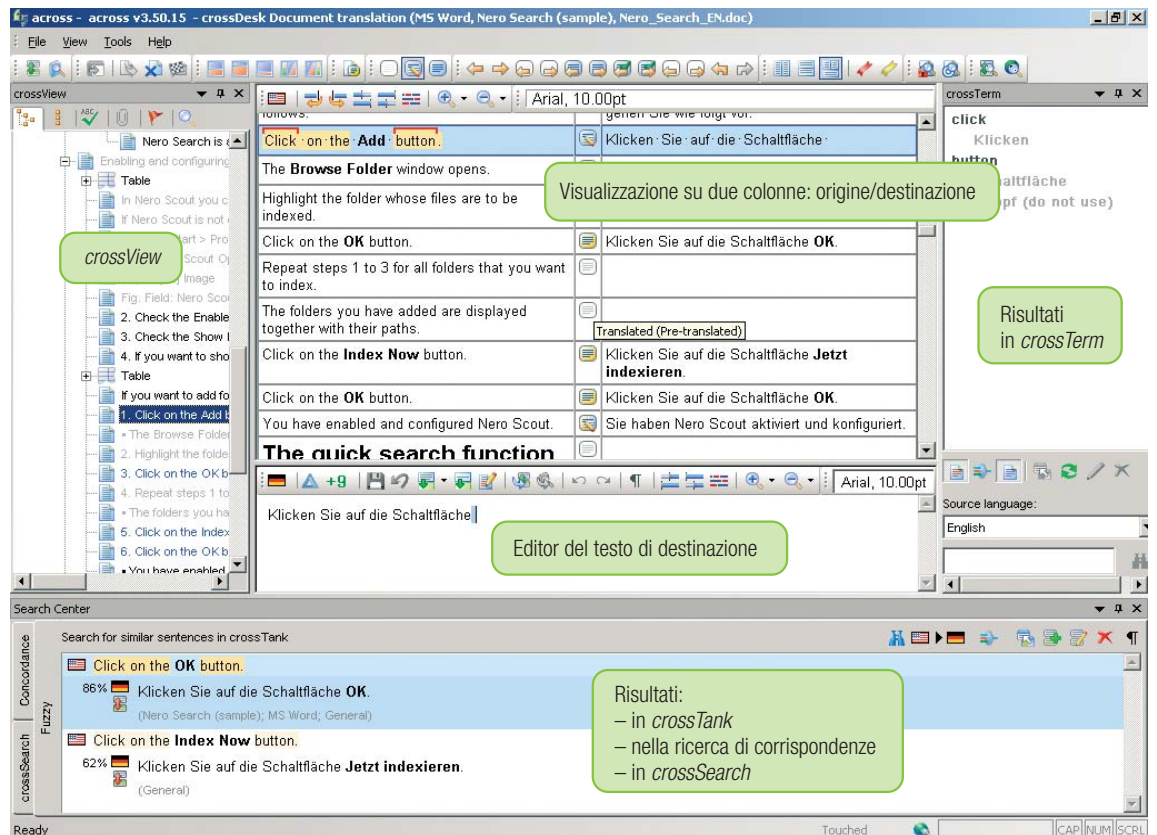 across - across v3.50.15 - crossDesk Document translation (MS Word, Nero Search (sample), Nero_Search_EN.doc)
File View Tools Help
crossView
Arial, 10.00pt
crossTerm
Nero Search is
Enabling and configuring
Table
In Nero Scout you c
If Nero Scout is not
tart > Pro
Scout Op
Image
Fig. Field: Nero Sco
2. Check the Enable
3. Check the Show
4. If you want to sho
Table
If you want to add fo
1. Click on the Add b
• The Browse Folder
2. Highlight the folde
3. Click on the OK b
4. Repeat steps 1 to
• The folders you ha
5. Click on the Index
6. Click on the OK b
• You have enabled
crossView
follows:
gehen Sie wie folgt vor:
Click on the Add button.
Klicken Sie auf die Schaltfläche
The Browse Folder window opens.
Highlight the folder whose files are to be
indexed.
Click on the OK button.
Klicken Sie auf die Schaltfläche OK.
Repeat steps 1 to 3 for all folders that you want
to index.
The folders you have added are displayed
together with their paths.
Translated (Pre-translated)
Click on the Index Now button.
Klicken Sie auf die Schaltfläche Jetzt
indexieren.
Click on the OK button.
Klicken Sie auf die Schaltfläche OK.
You have enabled and configured Nero Scout.
Sie haben Nero Scout aktiviert und konfiguriert.
The quick search function
Visualizzazione su due colonne: origine/destinazione
click
Klicken
button
haltfläche
opf (do not use)
Risultati
in crossTerm
+9
Arial, 10.00pt
Klicken Sie auf die Schaltfläche
Editor del testo di destinazione
Source language:
English
Search Center
Concordance
crossSearch
Fuzzy
Search for similar sentences in crossTank
Click on the OK button.
86% Klicken Sie auf die Schaltfläche OK.
(Nero Search (sample); MS Word; General)
Click on the Index Now button.
62% Klicken Sie auf die Schaltfläche Jetzt indexieren.
(General)
Risultati:
– in crossTank
– nella ricerca di corrispondenze
– in crossSearch
Ready
Touched
CAP NUM SCRL